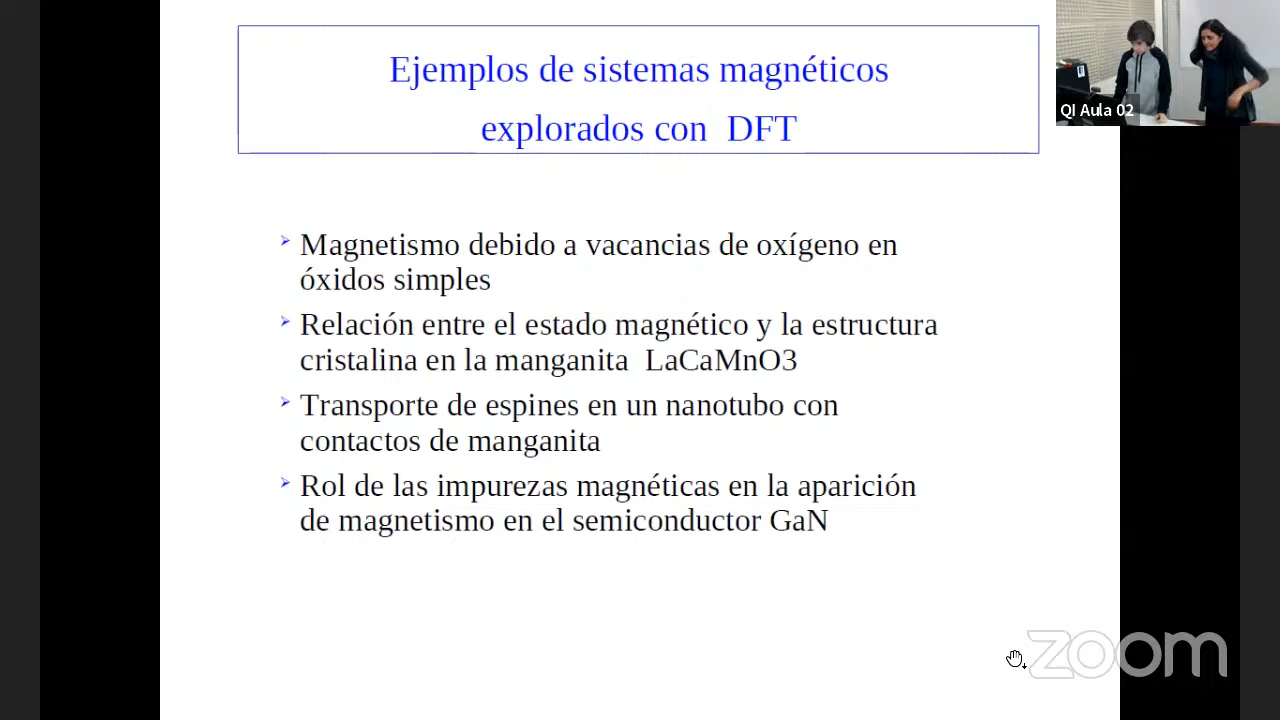 Ejemplos de sistemas magnéticos
explorados con DFT
QI Aula 02
Magnetismo debido a vacancias de oxígeno en
óxidos simples
Relación entre el estado magnético y la estructura
cristalina en la manganita LaCaMnO3
Transporte de espines en un nanotubo con
contactos de manganita
Rol de las impurezas magnéticas en la aparición
de magnetismo en el semiconductor GaN
zoom